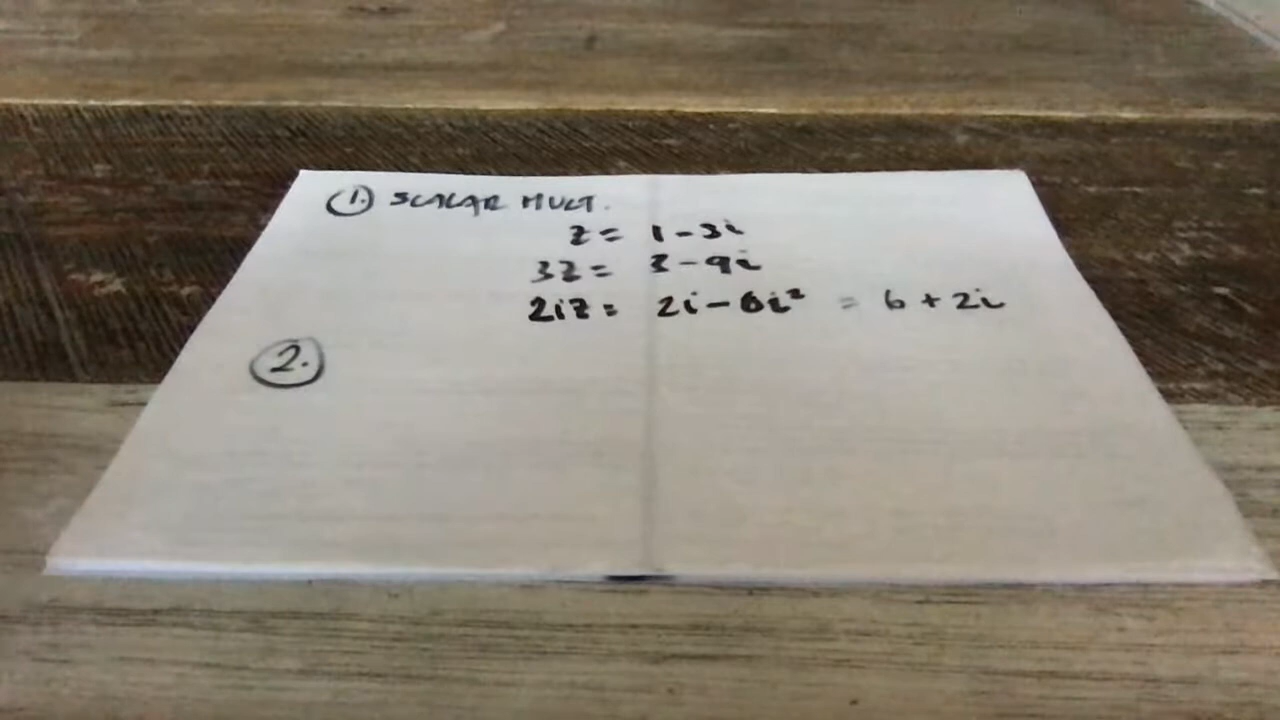 1. SCALAR MULT.
z = 1 - 3i
3z = 3 - 9i
2iz = 2i - 6i² = 6 + 2i
2.